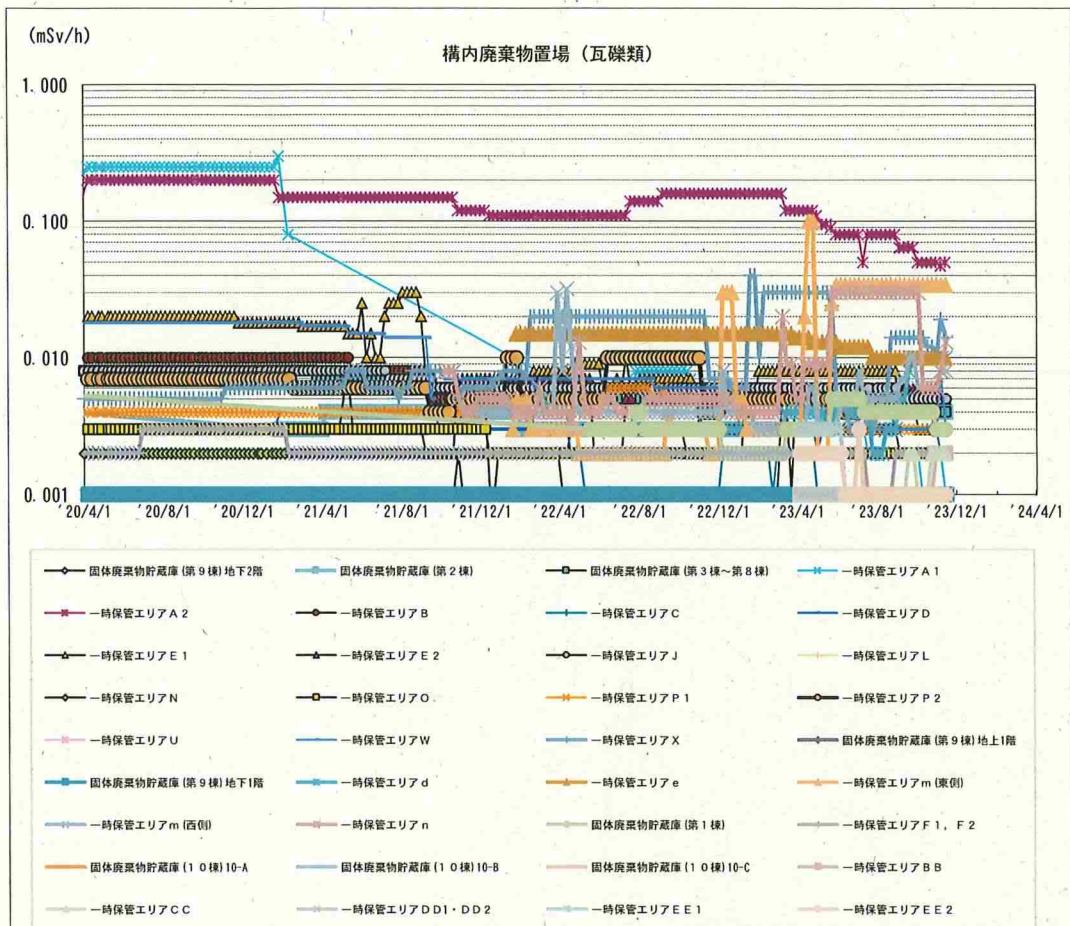 (mSv/h)
構内廃棄物置場（瓦礫類）
1.000
0.100
0.010
0.001
'20/4/1 '20/8/1 '20/12/1 '21/4/1 '21/8/1 '21/12/1 '22/4/1 '22/8/1 '22/12/1 '23/4/1 '23/8/1 '23/12/1 '24/4/1
固体廃棄物貯蔵庫(第9棟)地下2階 固体廃棄物貯蔵庫(第2棟) 固体廃棄物貯蔵庫(第3棟～第8棟) 一時保管エリアA1
一時保管エリアA2 一時保管エリアB 一時保管エリアC 一時保管エリアD
一時保管エリアE1 一時保管エリアE2 一時保管エリアJ 一時保管エリアL
一時保管エリアN 一時保管エリアO 一時保管エリアP1 一時保管エリアP2
一時保管エリアU 一時保管エリアW 一時保管エリアX 固体廃棄物貯蔵庫(第9棟)地上1階
固体廃棄物貯蔵庫(第9棟)地下1階 一時保管エリアd 一時保管エリアe 一時保管エリアm(東側)
一時保管エリアm(西側) 一時保管エリアn 固体廃棄物貯蔵庫(第1棟) 一時保管エリアF1，F2
固体廃棄物貯蔵庫(10棟)10-A 固体廃棄物貯蔵庫(10棟)10-B 固体廃棄物貯蔵庫(10棟)10-C 一時保管エリアBB
一時保管エリアCC 一時保管エリアDD1・DD2 一時保管エリアEE1 一時保管エリアEE2